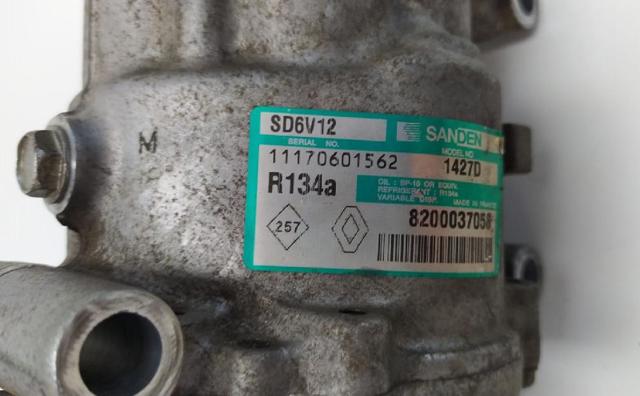 M
SD6V12
SANDEN
SERIAL NO.
MODEL NO
11170601562
1427D
R134a
OIL : SP-10 OR EQUIV.
REFRIGERANT : R134a
VARIABLE DISP.
MADE IN FRANCE
257
8200037058